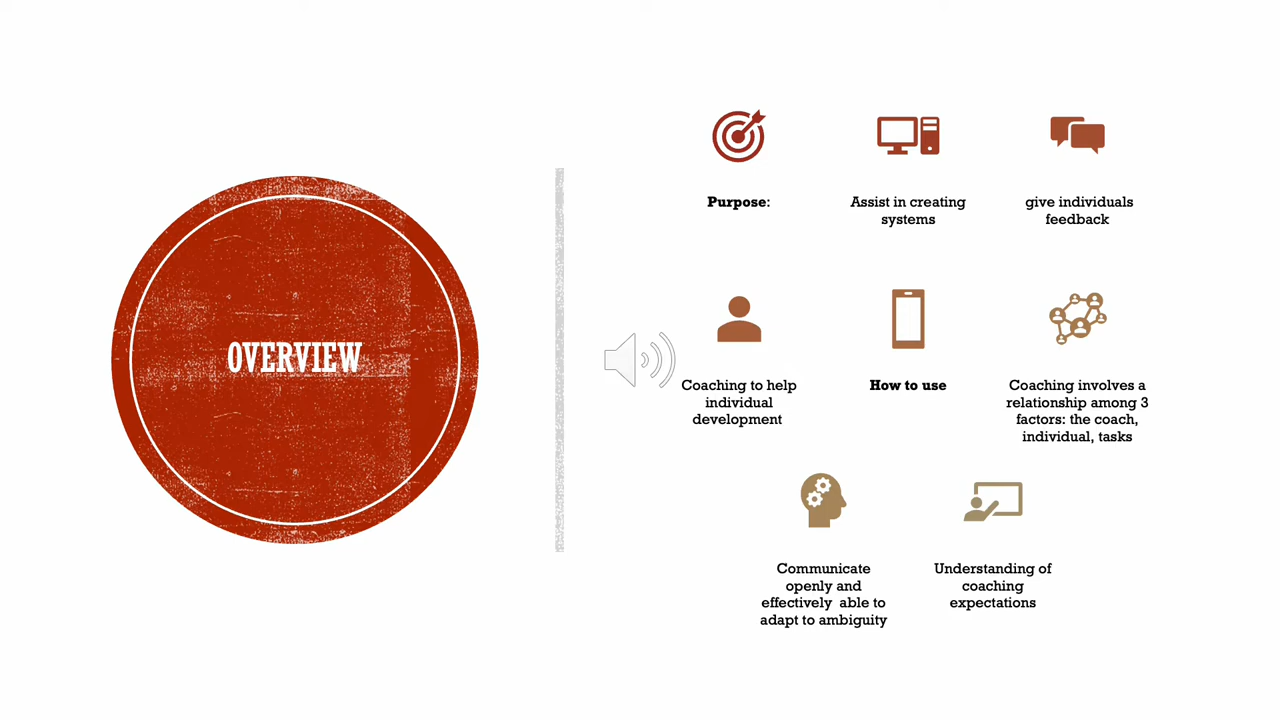 OVERVIEW
Purpose:
Assist in creating
systems
give individuals
feedback
Coaching to help
individual
development
How to use
Coaching involves a
relationship among 3
factors: the coach,
individual, tasks
Communicate
openly and
effectively  able to
adapt to ambiguity
Understanding of
coaching
expectations